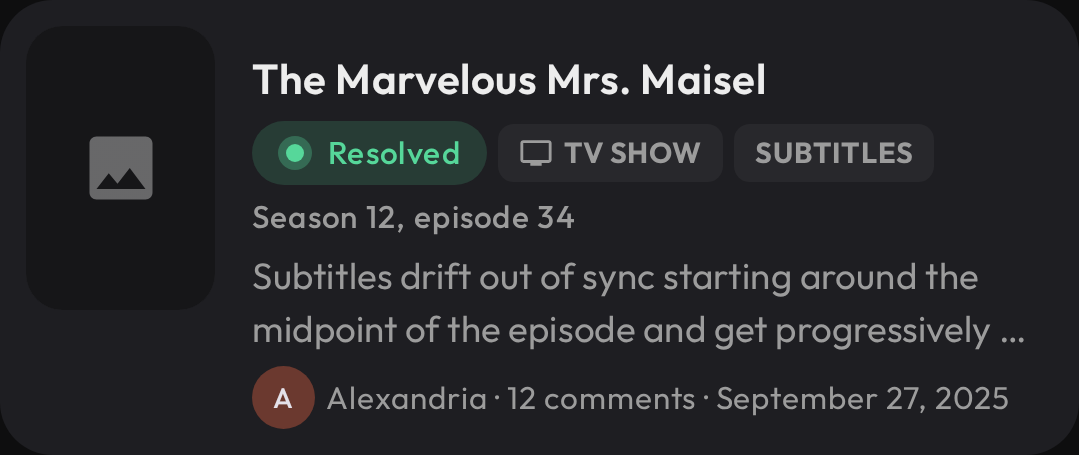 The Marvelous Mrs. Maisel
Resolved TV SHOW SUBTITLES
Season 12, episode 34
Subtitles drift out of sync starting around the
midpoint of the episode and get progressively ...
A Alexandria · 12 comments · September 27, 2025